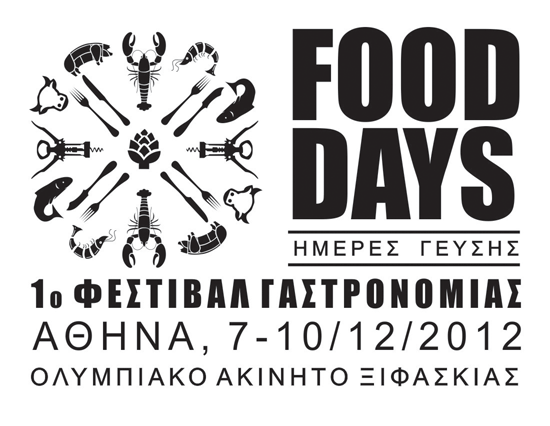 FOOD
DAYS
ΗΜΕΡΕΣ ΓΕΥΣΗΣ
1ο ΦΕΣΤΙΒΑΛ ΓΑΣΤΡΟΝΟΜΙΑΣ
ΑΘΗΝΑ, 7-10/12/2012
ΟΛΥΜΠΙΑΚΟ ΑΚΙΝΗΤΟ ΞΙΦΑΣΚΙΑΣ